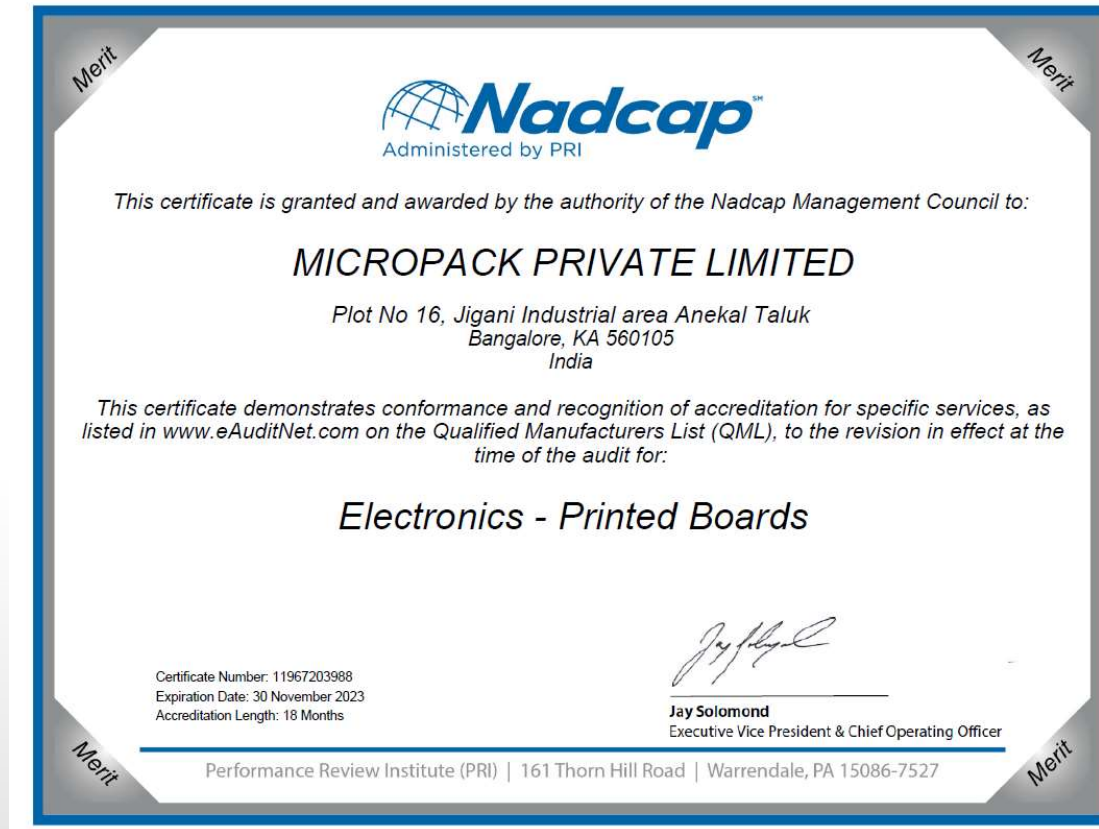 Merit
Merit
Nadcap℠
Administered by PRI
This certificate is granted and awarded by the authority of the Nadcap Management Council to:
MICROPACK PRIVATE LIMITED
Plot No 16, Jigani Industrial area Anekal Taluk
Bangalore, KA 560105
India
This certificate demonstrates conformance and recognition of accreditation for specific services, as
listed in www.eAuditNet.com on the Qualified Manufacturers List (QML), to the revision in effect at the
time of the audit for:
Electronics - Printed Boards
Certificate Number: 11967203988
Expiration Date: 30 November 2023
Accreditation Length: 18 Months
Jay Solomond
Executive Vice President & Chief Operating Officer
Merit
Merit
Performance Review Institute (PRI) | 161 Thorn Hill Road | Warrendale, PA 15086-7527